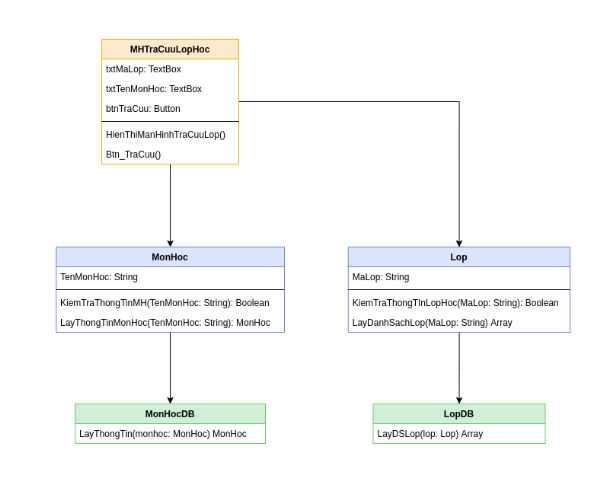 MHTraCuuLopHoc
txtMaLop: TextBox
txtTenMonHoc: TextBox
btnTraCuu: Button
HienThiManHinhTraCuuLop()
Btn_TraCuu()
MonHoc
TenMonHoc: String
KiemTraThongTinMH(TenMonHoc: String): Boolean
LayThongTinMonHoc(TenMonHoc: String): MonHoc
Lop
MaLop: String
KiemTraThongTInLopHoc(MaLop: String): Boolean
LayDanhSachLop(MaLop: String) Array
MonHocDB
LayThongTin(monhoc: MonHoc) MonHoc
LopDB
LayDSLop(lop: Lop) Array